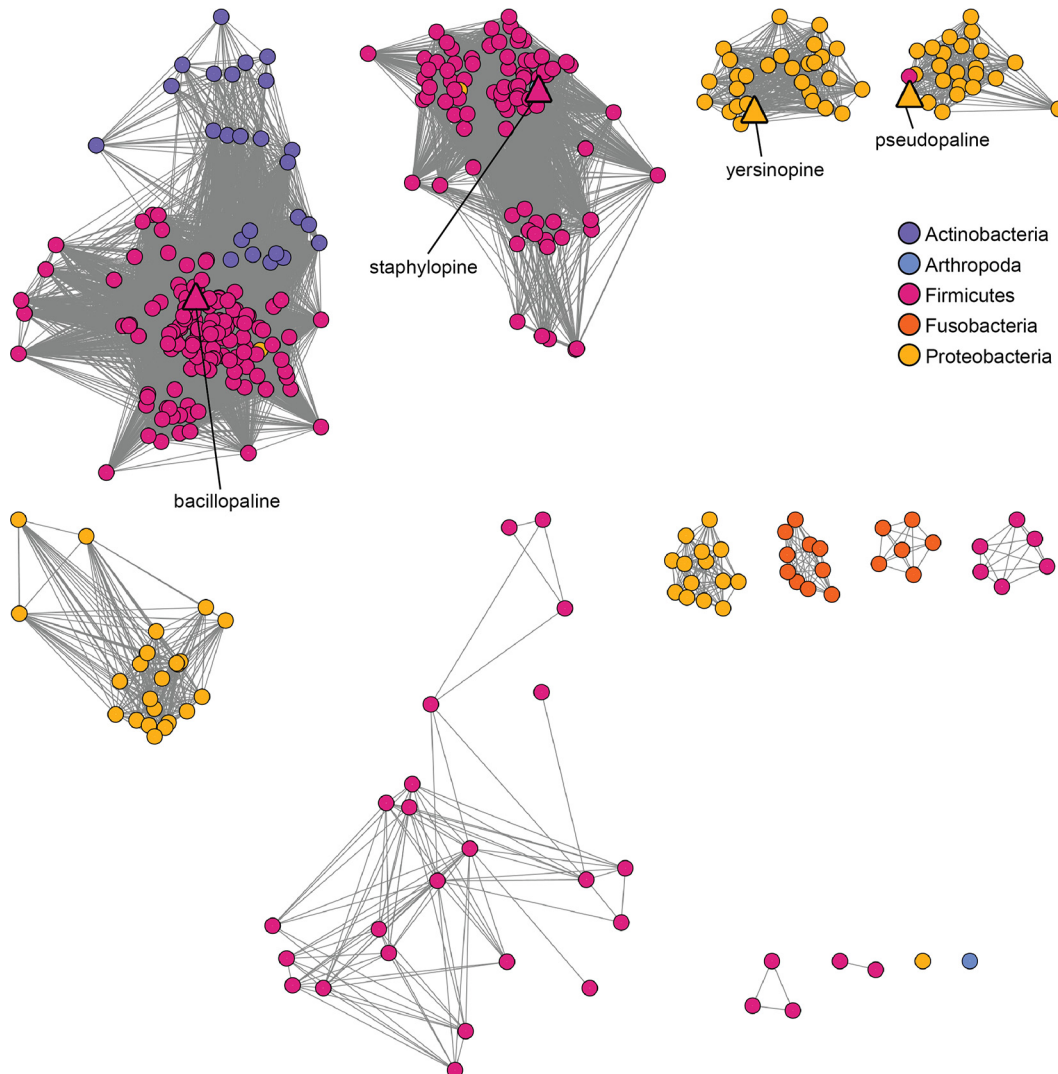 pseudopaline
yersinopine
staphylopine
Actinobacteria
Arthropoda
Firmicutes
Fusobacteria
Proteobacteria
bacillopaline